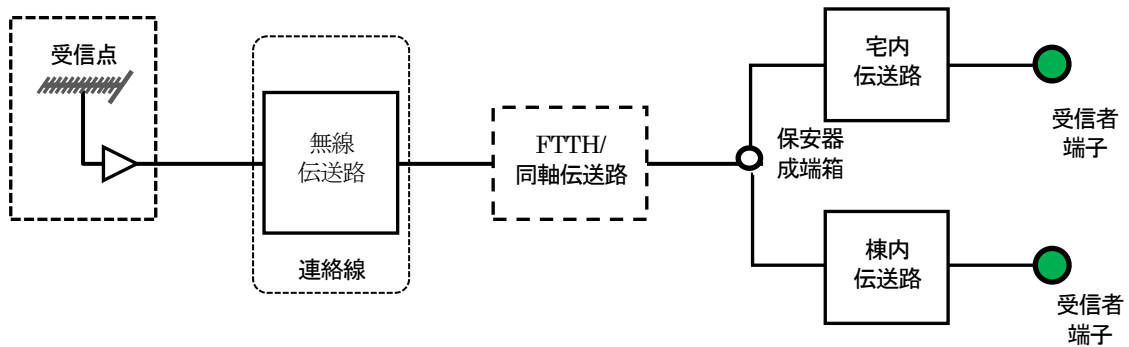 受信点
無線
伝送路
連絡線
FTTH/
同軸伝送路
保安器
成端箱
宅内
伝送路
受信者
端子
棟内
伝送路
受信者
端子